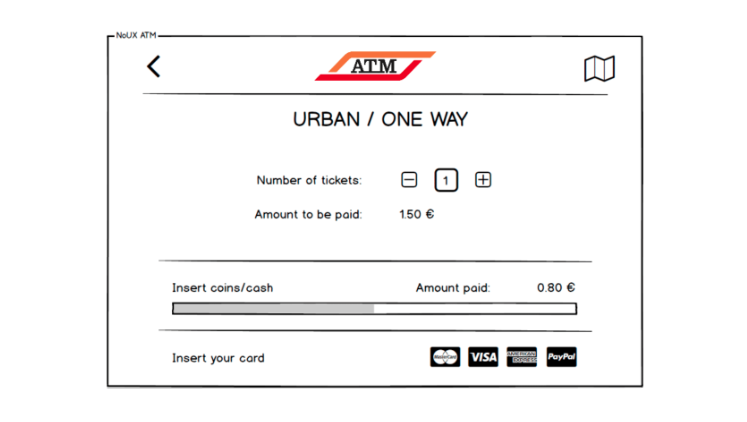 NoUX ATM
ATM
URBAN / ONE WAY
Number of tickets: 1
Amount to be paid: 1.50 €
Insert coins/cash Amount paid: 0.80 €
Insert your card MasterCard VISA AMERICAN EXPRESS PayPal